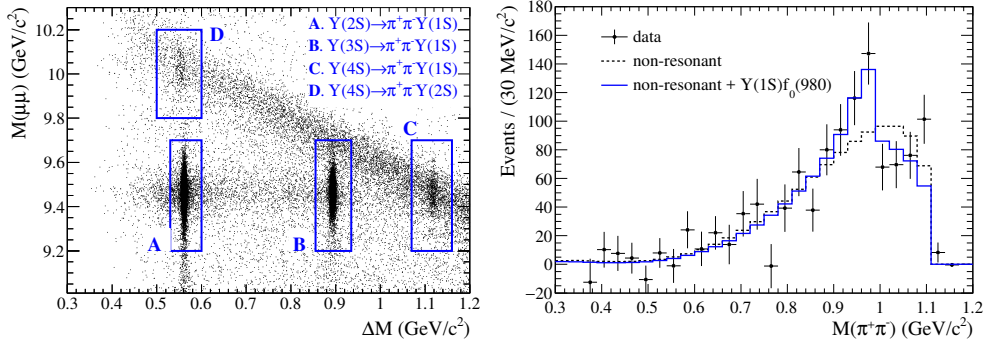 M(μμ) (GeV/c²)
10.2
10.0
9.8
9.6
9.4
9.2
A. Υ(2S)→π⁺π⁻Υ(1S)
B. Υ(3S)→π⁺π⁻Υ(1S)
C. Υ(4S)→π⁺π⁻Υ(1S)
D. Υ(4S)→π⁺π⁻Υ(2S)
D
C
A
B
0.3 0.4 0.5 0.6 0.7 0.8 0.9 1.0 1.1 1.2
ΔM (GeV/c²)
Events / (30 MeV/c²)
180
160
140
120
100
80
60
40
20
0
−20
data
non-resonant
non-resonant + Υ(1S)f₀(980)
0.3 0.4 0.5 0.6 0.7 0.8 0.9 1 1.1 1.2
M(π⁺π⁻) (GeV/c²)